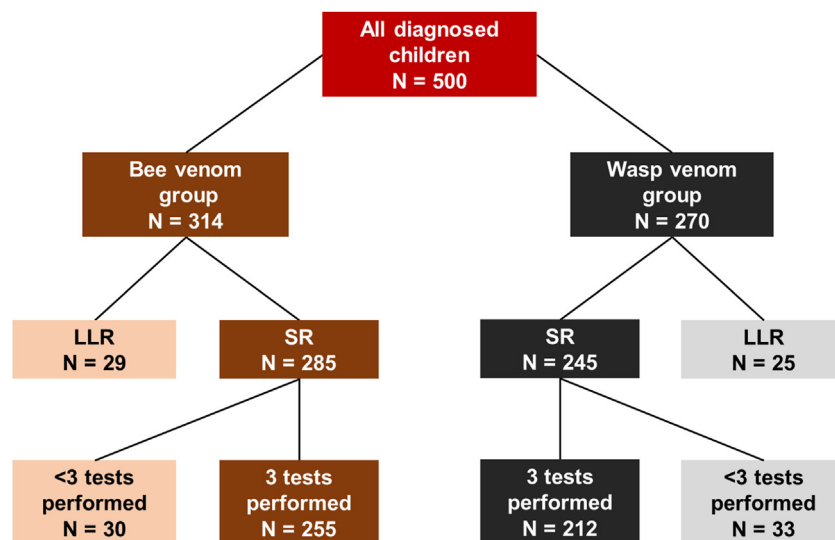 All diagnosed
children
N = 500
Bee venom
group
N = 314
Wasp venom
group
N = 270
LLR
N = 29
SR
N = 285
SR
N = 245
LLR
N = 25
<3 tests
performed
N = 30
3 tests
performed
N = 255
3 tests
performed
N = 212
<3 tests
performed
N = 33